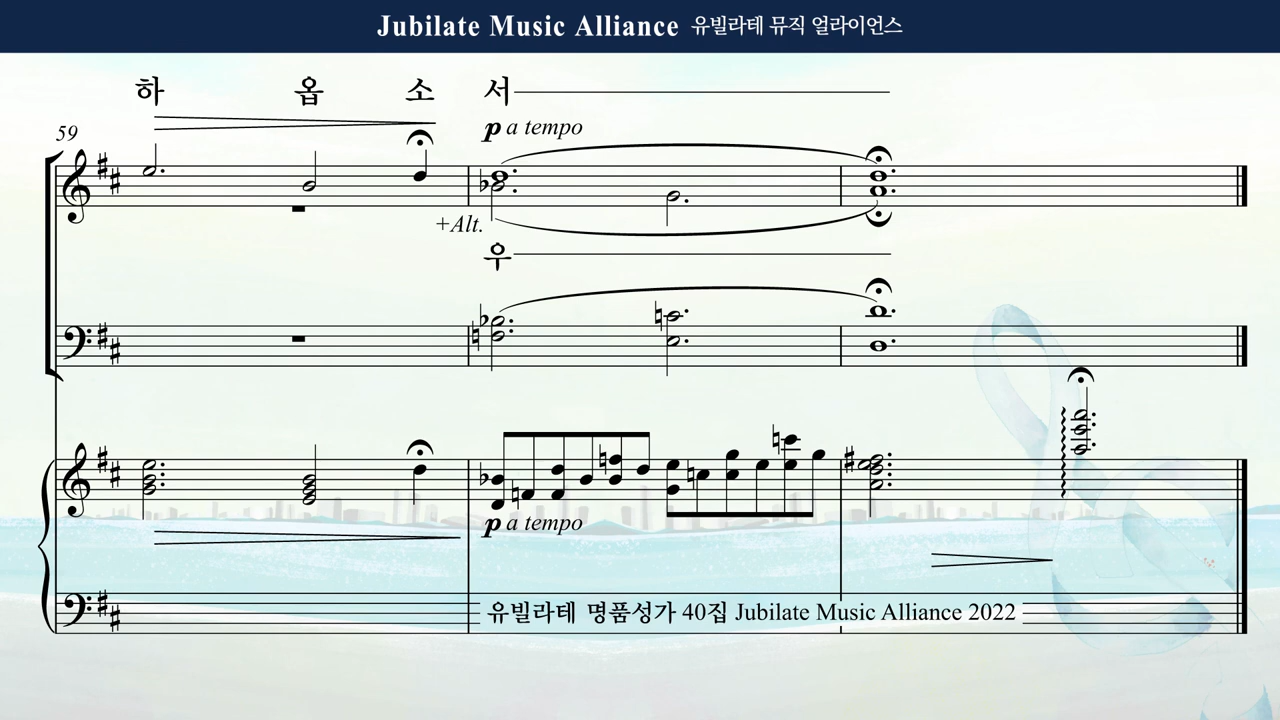 Jubilate Music Alliance 유빌라테 뮤직 얼라이언스
하 옵 소 서
59
p a tempo
+Alt.
우
p a tempo
유빌라테 명품성가 40집 Jubilate Music Alliance 2022